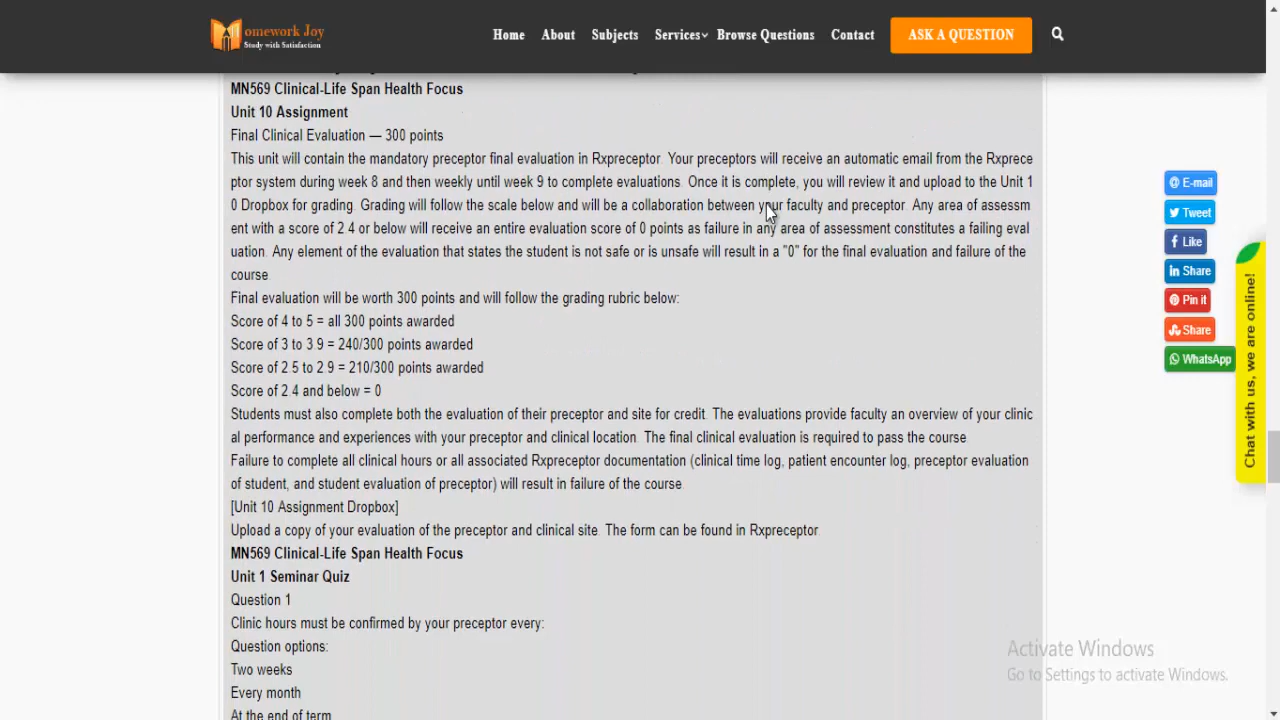 omework Joy
Study with Satisfaction
Home About Subjects Services Browse Questions Contact ASK A QUESTION
MN569 Clinical-Life Span Health Focus
Unit 10 Assignment
Final Clinical Evaluation — 300 points
This unit will contain the mandatory preceptor final evaluation in Rxpreceptor. Your preceptors will receive an automatic email from the Rxprece
ptor system during week 8 and then weekly until week 9 to complete evaluations. Once it is complete, you will review it and upload to the Unit 1
0 Dropbox for grading. Grading will follow the scale below and will be a collaboration between your faculty and preceptor. Any area of assessm
ent with a score of 2.4 or below will receive an entire evaluation score of 0 points as failure in any area of assessment constitutes a failing eval
uation. Any element of the evaluation that states the student is not safe or is unsafe will result in a "0" for the final evaluation and failure of the
course.
Final evaluation will be worth 300 points and will follow the grading rubric below:
Score of 4 to 5 = all 300 points awarded
Score of 3 to 3.9 = 240/300 points awarded
Score of 2.5 to 2.9 = 210/300 points awarded
Score of 2.4 and below = 0
Students must also complete both the evaluation of their preceptor and site for credit. The evaluations provide faculty an overview of your clinic
al performance and experiences with your preceptor and clinical location. The final clinical evaluation is required to pass the course.
Failure to complete all clinical hours or all associated Rxpreceptor documentation (clinical time log, patient encounter log, preceptor evaluation
of student, and student evaluation of preceptor) will result in failure of the course.
[Unit 10 Assignment Dropbox]
Upload a copy of your evaluation of the preceptor and clinical site. The form can be found in Rxpreceptor.
MN569 Clinical-Life Span Health Focus
Unit 1 Seminar Quiz
Question 1
Clinic hours must be confirmed by your preceptor every:
Question options:
Two weeks
Every month
At the end of term
@ E-mail
Tweet
Like
Share
Pin it
Share
WhatsApp
Chat with us, we are online!
Activate Windows
Go to Settings to activate Windows.